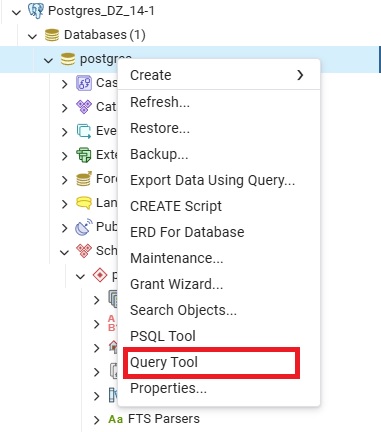 Postgres_DZ_14-1
Databases (1)
postgres
Create
Cas
Refresh...
Cat
Restore...
Eve
Backup...
Exte
Export Data Using Query...
Fore
CREATE Script
Lan
ERD For Database
Pub
Maintenance...
Sch
Grant Wizard...
p
Search Objects...
PSQL Tool
Query Tool
Properties...
Aa FTS Parsers